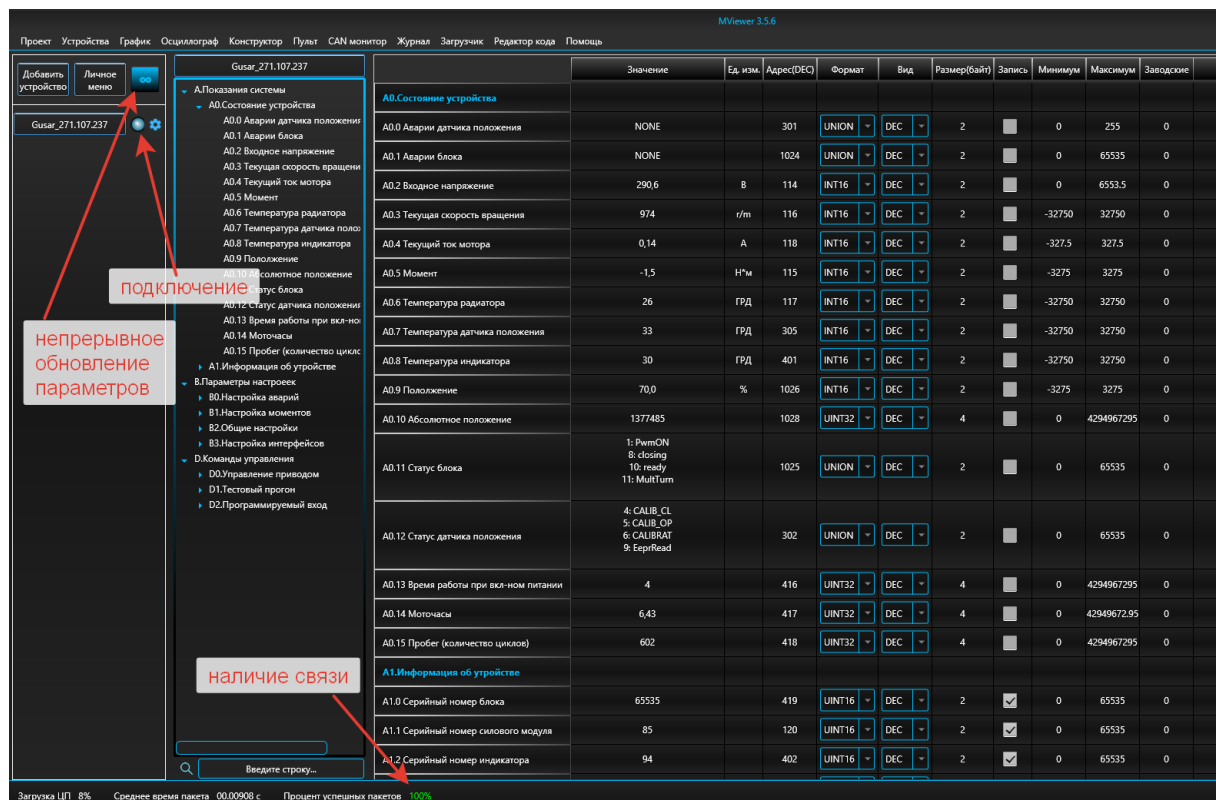 MViewer 3.5.6
Проект Устройства График Осциллограф Конструктор Пульт CAN монитор Журнал Загрузчик Редактор кода Помощь
Добавить устройство Личное меню ∞
Gusar_271.107.237
непрерывное
обновление
параметров
подключение
наличие связи
Gusar_271.107.237
А.Показания системы
А0.Состояние устройства
A0.0 Аварии датчика положения
A0.1 Аварии блока
A0.2 Входное напряжение
A0.3 Текущая скорость вращени
A0.4 Текущий ток мотора
A0.5 Момент
A0.6 Температура радиатора
A0.7 Температура датчика поло
A0.8 Температура индикатора
A0.9 Пололжение
A0.10 Абсолютное положение
Статус блока
A0.12 Статус датчика положения
A0.13 Время работы при вкл-но
A0.14 Моточасы
A0.15 Пробег (количество цикло
А1.Информация об утройстве
B.Параметры настроеек
B0.Настройка аварий
B1.Настройка моментов
B2.Общие настройки
B3.Настройка интерфейсов
D.Команды управления
D0.Управление приводом
D1.Тестовый прогон
D2.Программируемый вход
Введите строку...
Значение Ед. изм. Адрес(DEC) Формат Вид Размер(байт) Запись Минимум Максимум Заводские
А0.Состояние устройства
A0.0 Аварии датчика положения NONE 301 UNION DEC 2 0 255 0
A0.1 Аварии блока NONE 1024 UNION DEC 2 0 65535 0
A0.2 Входное напряжение 290,6 В 114 INT16 DEC 2 0 6553.5 0
A0.3 Текущая скорость вращения 974 r/m 116 INT16 DEC 2 -32750 32750 0
A0.4 Текущий ток мотора 0,14 А 118 INT16 DEC 2 -327.5 327.5 0
A0.5 Момент -1,5 Н*м 115 INT16 DEC 2 -3275 3275 0
A0.6 Температура радиатора 26 ГРД 117 INT16 DEC 2 -32750 32750 0
A0.7 Температура датчика положения 33 ГРД 305 INT16 DEC 2 -32750 32750 0
A0.8 Температура индикатора 30 ГРД 401 INT16 DEC 2 -32750 32750 0
A0.9 Пололжение 70,0 % 1026 INT16 DEC 2 -3275 3275 0
A0.10 Абсолютное положение 1377485 1028 UINT32 DEC 4 0 4294967295 0
1: PwmON
8: closing
10: ready
11: MultTurn
A0.11 Статус блока 1025 UNION DEC 2 0 65535 0
4: CALIB_CL
5: CALIB_OP
6: CALIBRAT
9: EeprRead
A0.12 Статус датчика положения 302 UNION DEC 2 0 65535 0
A0.13 Время работы при вкл-ном питании 4 416 UINT32 DEC 4 0 4294967295 0
A0.14 Моточасы 6,43 417 UINT32 DEC 4 0 42949672.95 0
A0.15 Пробег (количество циклов) 602 418 UINT32 DEC 4 0 4294967295 0
А1.Информация об утройстве
A1.0 Серийный номер блока 65535 419 UINT16 DEC 2 0 65535 0
A1.1 Серийный номер силового модуля 85 120 UINT16 DEC 2 0 65535 0
A1.2 Серийный номер индикатора 94 402 UINT16 DEC 2 0 65535 0
Загрузка ЦП 8% Среднее время пакета 00.00908 с Процент успешных пакетов 100%